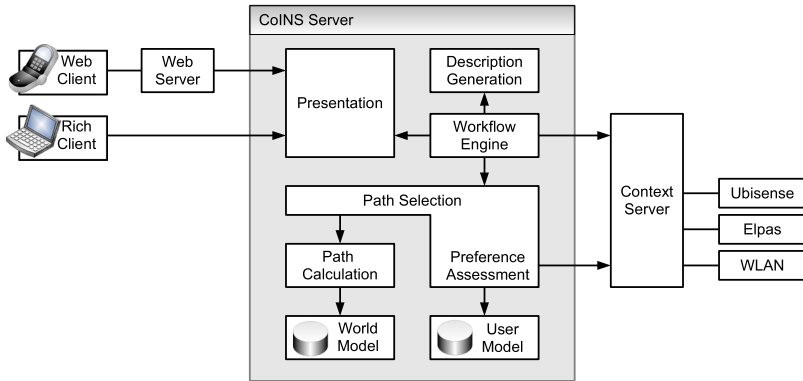 CoINS Server
Web
Client
Web
Server
Rich
Client
Presentation
Description
Generation
Workflow
Engine
Path Selection
Path
Calculation
Preference
Assessment
World
Model
User
Model
Context
Server
Ubisense
Elpas
WLAN